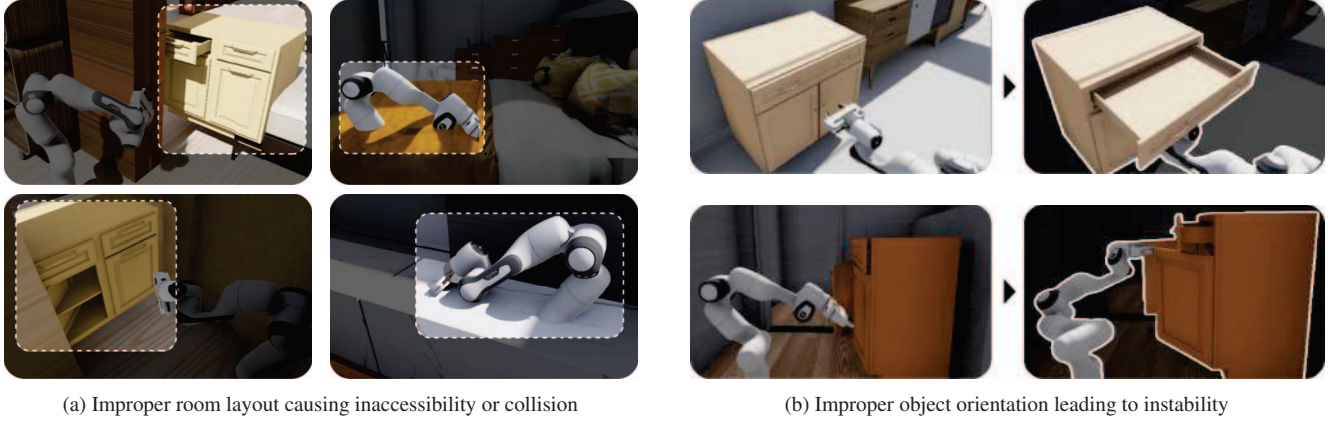 (a) Improper room layout causing inaccessibility or collision
(b) Improper object orientation leading to instability